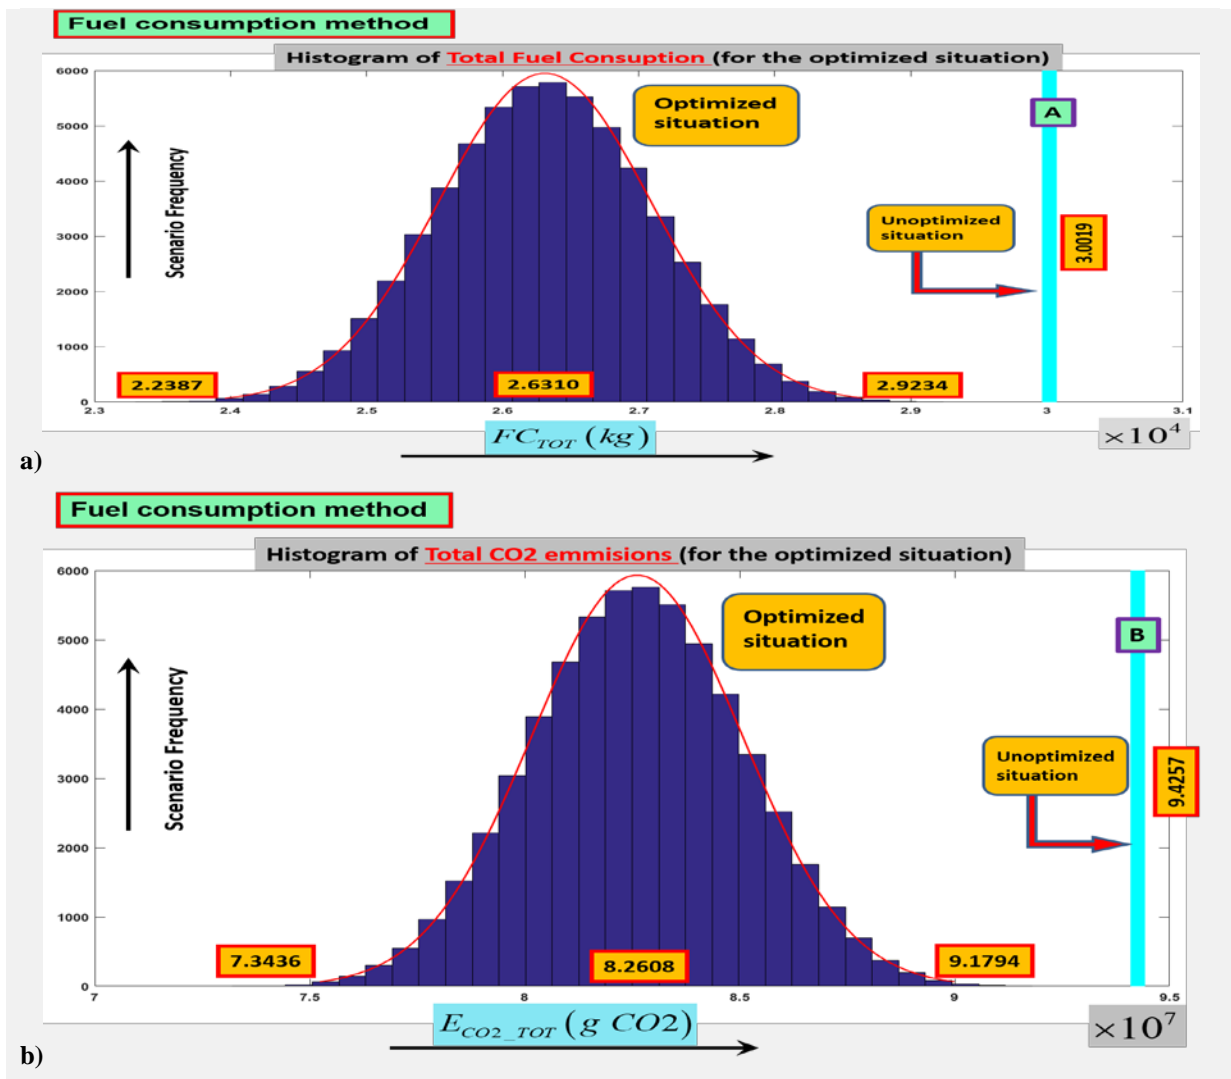 Fuel consumption method
Histogram of Total Fuel Consuption (for the optimized situation)
6000
5000
4000
3000
2000
1000
0
Scenario Frequency
Optimized
situation
A
Unoptimized
situation
3.0019
2.2387
2.6310
2.9234
2.3
2.4
2.5
2.6
2.7
2.8
2.9
3
3.1
FC_TOT (kg)
×10^4
a)
Fuel consumption method
Histogram of Total CO2 emmisions (for the optimized situation)
6000
5000
4000
3000
2000
1000
0
Scenario Frequency
Optimized
situation
B
Unoptimized
situation
9.4257
7.3436
8.2608
9.1794
7
7.5
8
8.5
9
9.5
E_CO2_TOT (g CO2)
×10^7
b)